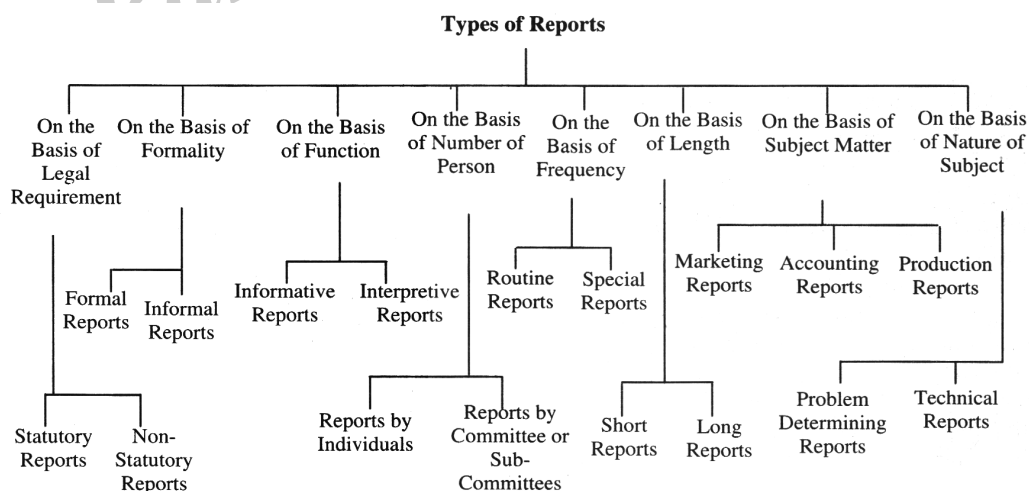 Types of Reports
On the
Basis of
Legal
Requirement
On the Basis of
Formality
On the Basis
of Function
On the Basis
of Number of
Person
On the
Basis of
Frequency
On the Basis
of Length
On the Basis of
Subject Matter
On the Basis
of Nature of
Subject
Formal
Reports
Informal
Reports
Informative
Reports
Interpretive
Reports
Routine
Reports
Special
Reports
Marketing
Reports
Accounting
Reports
Production
Reports
Statutory
Reports
Non-
Statutory
Reports
Reports by
Individuals
Reports by
Committee or
Sub-
Committees
Short
Reports
Long
Reports
Problem
Determining
Reports
Technical
Reports